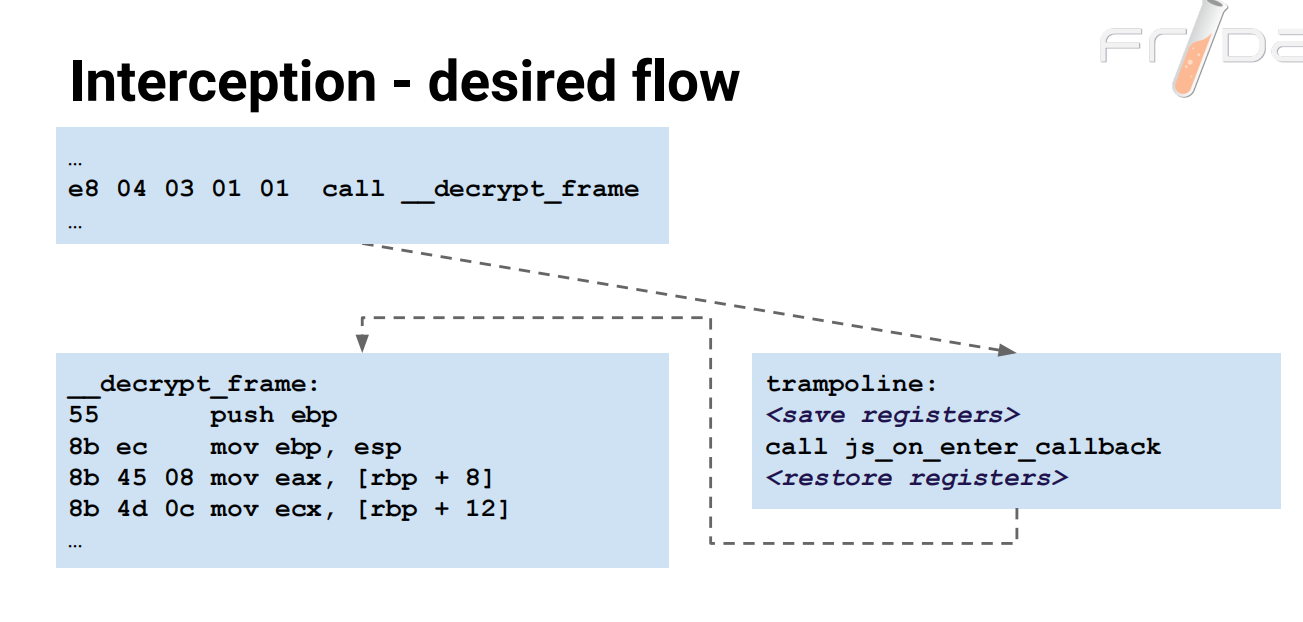 FRIDA
Interception - desired flow
…
e8 04 03 01 01  call __decrypt_frame
…
__decrypt_frame:
55       push ebp
8b ec    mov ebp, esp
8b 45 08 mov eax, [rbp + 8]
8b 4d 0c mov ecx, [rbp + 12]
…
trampoline:
<save registers>
call js_on_enter_callback
<restore registers>